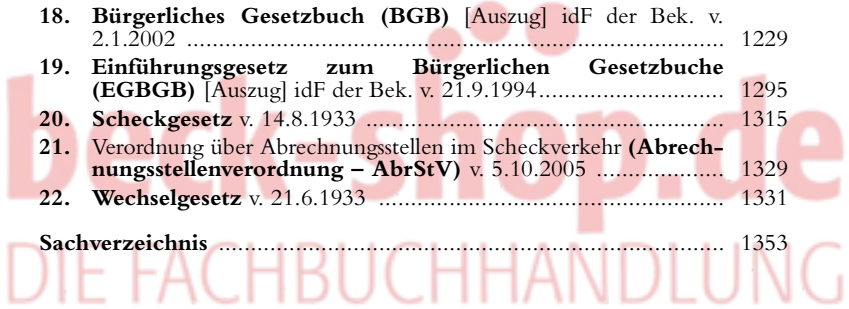 18. Bürgerliches Gesetzbuch (BGB) [Auszug] idF der Bek. v.
2.1.2002 ........................................................................ 1229
19. Einführungsgesetz zum Bürgerlichen Gesetzbuche
(EGBGB) [Auszug] idF der Bek. v. 21.9.1994........................ 1295
20. Scheckgesetz v. 14.8.1933 ................................................ 1315
21. Verordnung über Abrechnungsstellen im Scheckverkehr (Abrech-
nungsstellenverordnung – AbrStV) v. 5.10.2005 ................ 1329
22. Wechselgesetz v. 21.6.1933 .............................................. 1331
Sachverzeichnis ................................................................ 1353
beck-shop.de
DIE FACHBUCHHANDLUNG